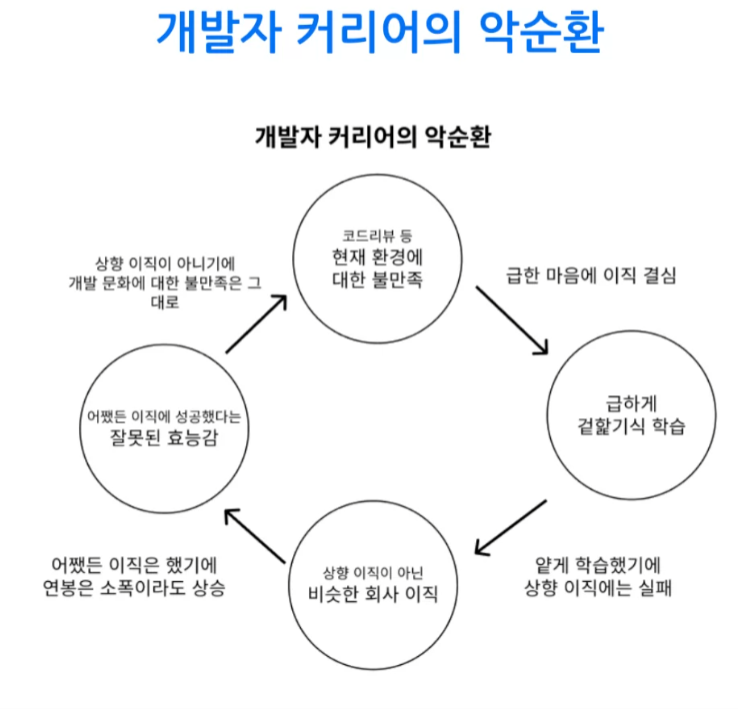 개발자 커리어의 악순환
개발자 커리어의 악순환
코드리뷰 등
현재 환경에
대한 불만족
급한 마음에 이직 결심
급하게
겉핥기식 학습
얕게 학습했기에
상향 이직에는 실패
상향 이직이 아닌
비슷한 회사 이직
어쨌든 이직은 했기에
연봉은 소폭이라도 상승
어쨌든 이직에 성공했다는
잘못된 효능감
상향 이직이 아니기에
개발 문화에 대한 불만족은 그
대로